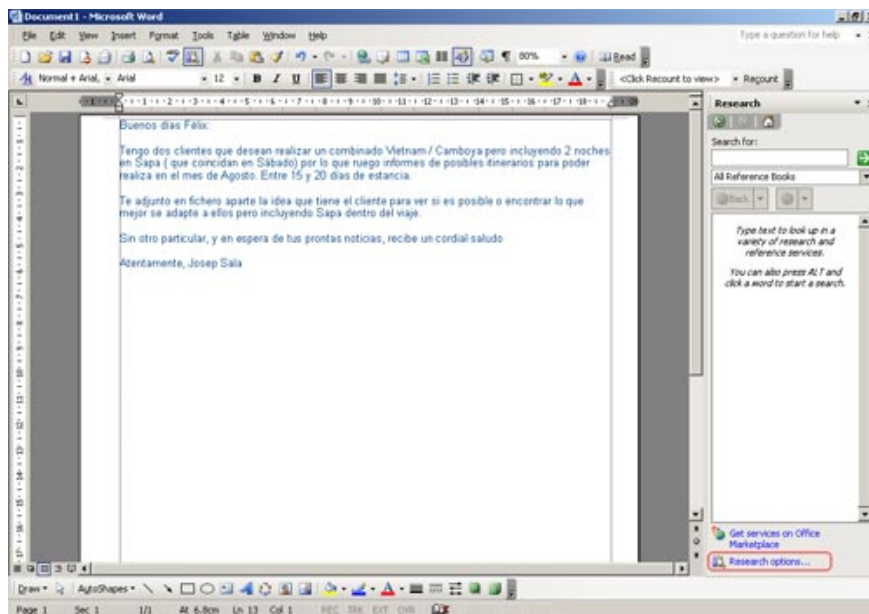 Document1 - Microsoft Word
File Edit View Insert Format Tools Table Window Help
Type a question for help
80%
Read
Normal + Arial, Arial 12 B I U
<Click Recount to view> Recount
Research
Search for:
All Reference Books
Back
Type text to look up in a
variety of research and
reference services.
You can also press ALT and
click a word to start a search.
Get services on Office
Marketplace
Research options...
Buenos días Félix:
Tengo dos clientes que desean realizar un combinado Vietnam / Camboya pero incluyendo 2 noches
en Sapa ( que coincidan en Sábado) por lo que ruego informes de posibles itinerarios para poder
realiza en el mes de Agosto. Entre 15 y 20 días de estancia.
Te adjunto en fichero aparte la idea que tiene el cliente para ver si es posible o encontrar lo que
mejor se adapte a ellos pero incluyendo Sapa dentro del viaje.
Sin otro particular, y en espera de tus prontas noticias, recibe un cordial saludo
Atentamente, Josep Sala
Draw AutoShapes
Page 1 Sec 1 1/1 At 6.8cm Ln 13 Col 1 REC TRK EXT OVR